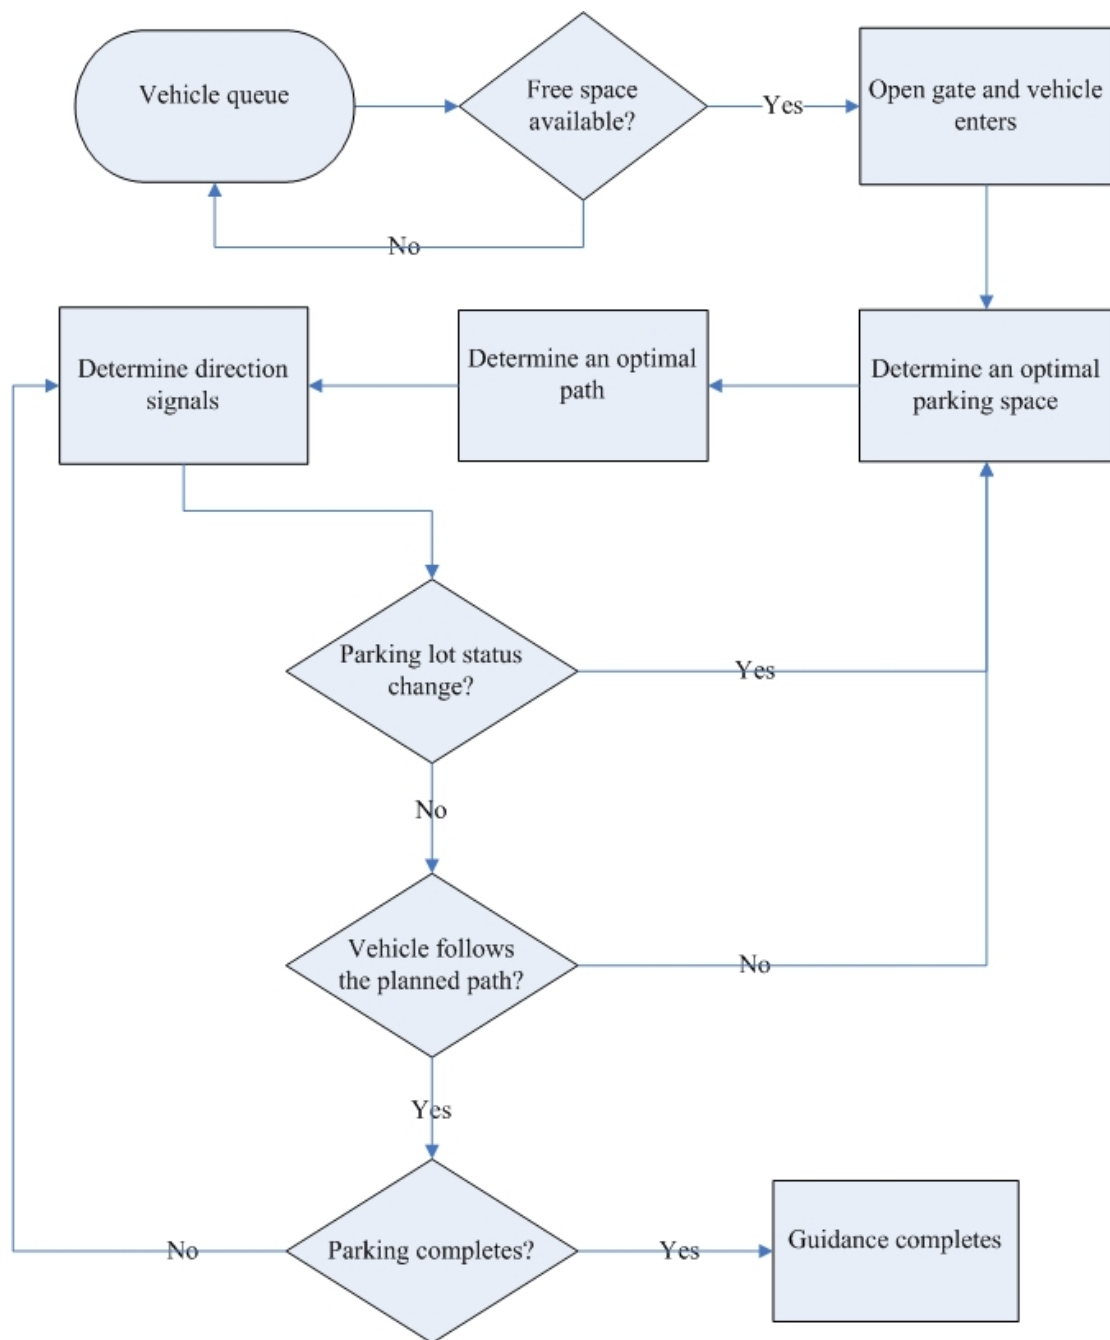 Vehicle queue
Free space
available?
Yes
Open gate and vehicle
enters
No
Determine direction
signals
Determine an optimal
path
Determine an optimal
parking space
Parking lot status
change?
Yes
No
Vehicle follows
the planned path?
No
Yes
No
Parking completes?
Yes
Guidance completes